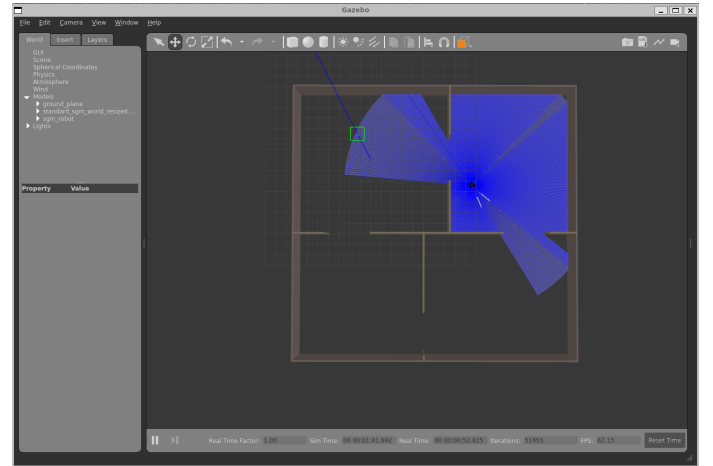 Gazebo
File Edit Camera View Window Help
World Insert Layers
GUI
Scene
Spherical Coordinates
Physics
Atmosphere
Wind
Models
ground_plane
standard_sgm_world_resized....
sgm_robot
Lights
Property Value
Real Time Factor: 1.00 Sim Time: 00 00:01:41.692 Real Time: 00 00:00:52.825 Iterations: 51655 FPS: 62.13 Reset Time